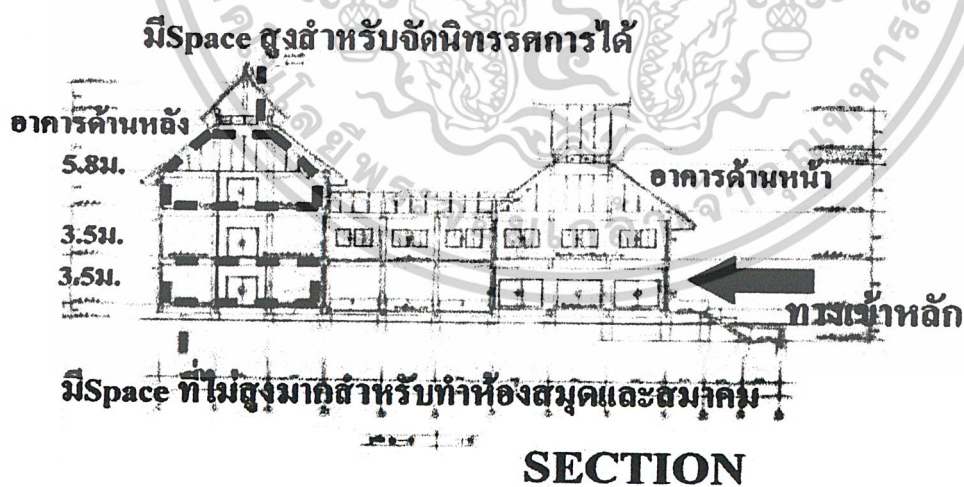 มีSpace สูงสำหรับจัดนิทรรศการได้
อาคารด้านหลัง
5.8ม.
อาคารด้านหน้า
3.5ม.
3.5ม.
ทางเข้าหลัก
มีSpace ที่ไม่สูงมากสำหรับทำห้องสมุดและสมาคม
SECTION